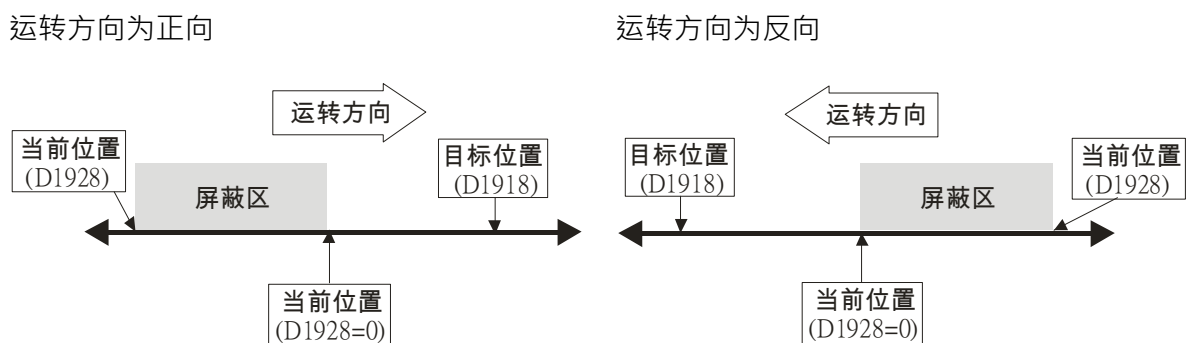 运转方向为正向
运转方向
当前位置
(D1928)
屏蔽区
目标位置
(D1918)
当前位置
(D1928=0)
运转方向为反向
运转方向
目标位置
(D1918)
屏蔽区
当前位置
(D1928)
当前位置
(D1928=0)